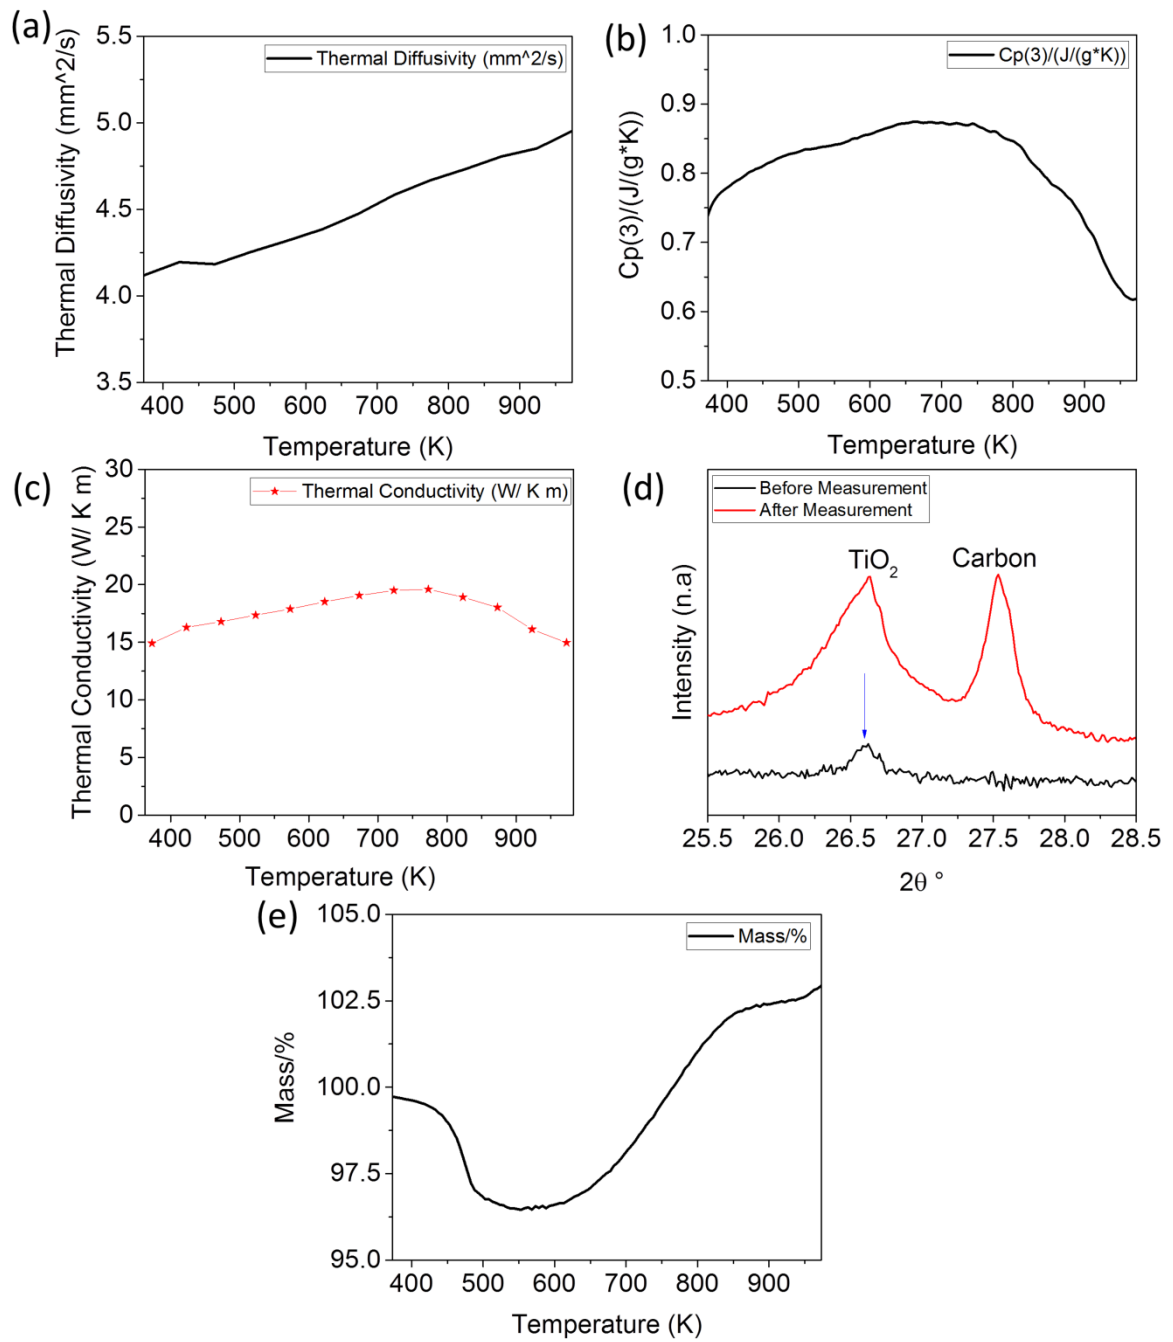 (a)
Thermal Diffusivity (mm^2/s)
5.5
5.0
4.5
4.0
3.5
Thermal Diffusivity (mm^2/s)
400 500 600 700 800 900
Temperature (K)
(b)
Cp(3)/(J/(g*K))
1.0
0.9
0.8
0.7
0.6
0.5
Cp(3)/(J/(g*K))
400 500 600 700 800 900
Temperature (K)
(c)
Thermal Conductivity (W/ K m)
30
25
20
15
10
5
0
Thermal Conductivity (W/ K m)
400 500 600 700 800 900
Temperature (K)
(d)
Before Measurement
After Measurement
TiO₂ Carbon
Intensity (n.a)
25.5 26.0 26.5 27.0 27.5 28.0 28.5
2θ °
(e)
Mass/%
105.0
102.5
100.0
97.5
95.0
Mass/%
400 500 600 700 800 900
Temperature (K)